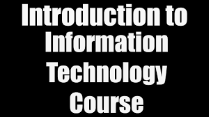 Introduction to
Information
Technology
Course